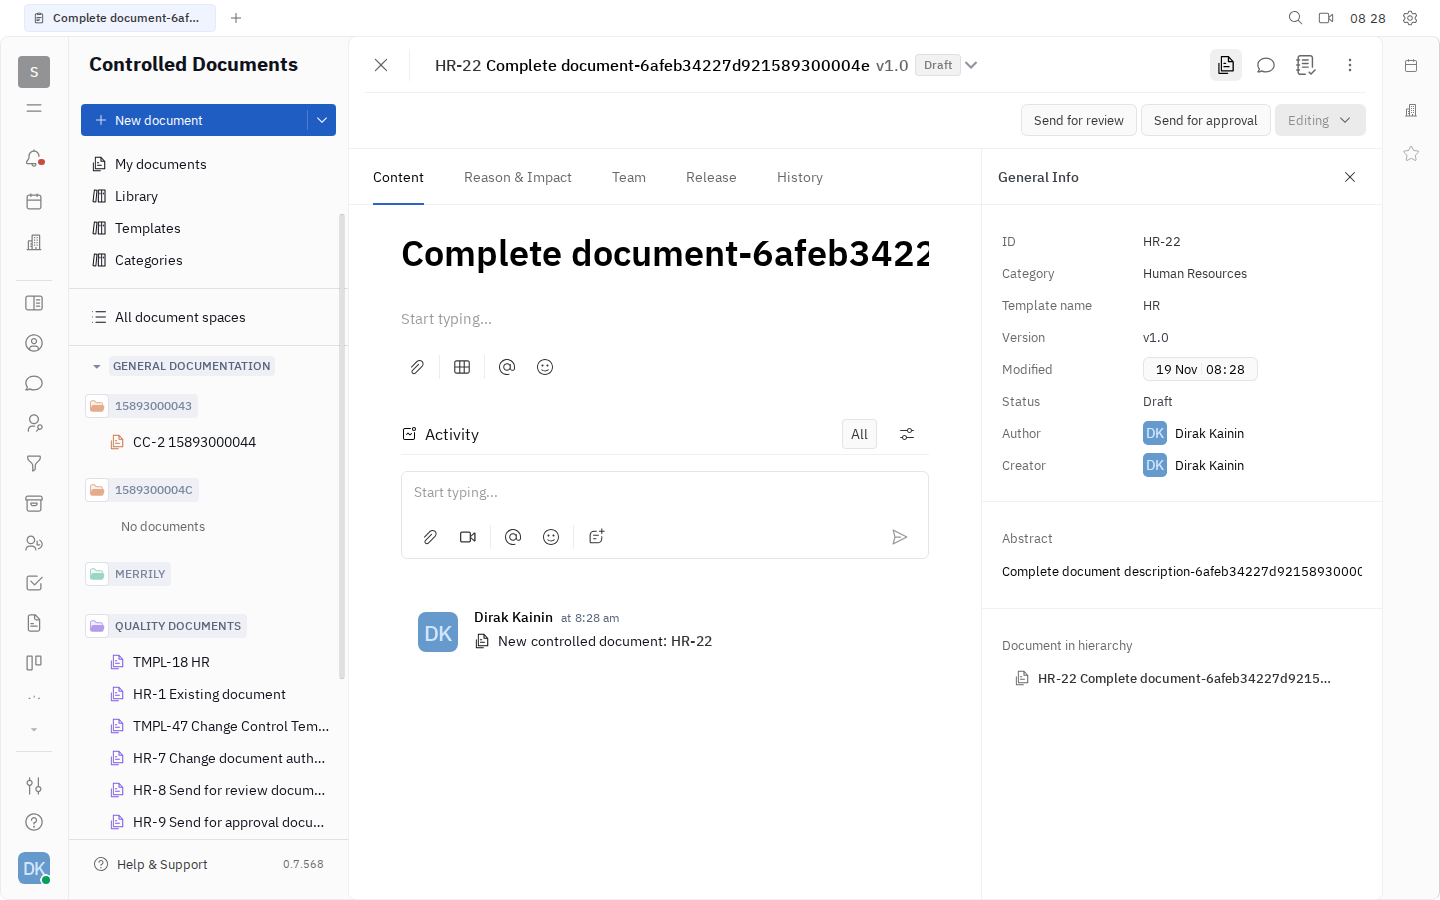 Complete document-6af...
08 28
S
Controlled Documents
New document
My documents
Library
Templates
Categories
All document spaces
GENERAL DOCUMENTATION
15893000043
CC-2 15893000044
1589300004C
No documents
MERRILY
QUALITY DOCUMENTS
TMPL-18 HR
HR-1 Existing document
TMPL-47 Change Control Tem...
HR-7 Change document auth...
HR-8 Send for review docum...
HR-9 Send for approval docu...
Help & Support
0.7.568
DK
HR-22 Complete document-6afeb34227d921589300004e v1.0 Draft
Send for review
Send for approval
Editing
Content
Reason & Impact
Team
Release
History
Complete document-6afeb3422
Start typing...
Activity
All
Start typing...
DK
Dirak Kainin at 8:28 am
New controlled document: HR-22
General Info
ID HR-22
Category Human Resources
Template name HR
Version v1.0
Modified 19 Nov 08:28
Status Draft
Author DK Dirak Kainin
Creator DK Dirak Kainin
Abstract
Complete document description-6afeb34227d92158930000
Document in hierarchy
HR-22 Complete document-6afeb34227d9215...